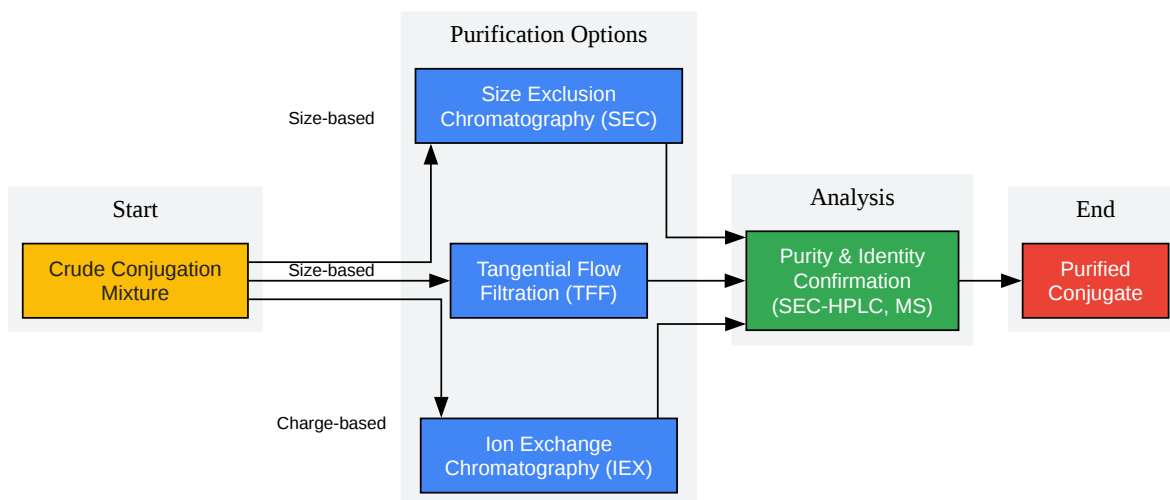 Start
Crude Conjugation
Mixture
Size-based
Size-based
Charge-based
Purification Options
Size Exclusion
Chromatography (SEC)
Tangential Flow
Filtration (TFF)
Ion Exchange
Chromatography (IEX)
Analysis
Purity & Identity
Confirmation
(SEC-HPLC, MS)
End
Purified
Conjugate